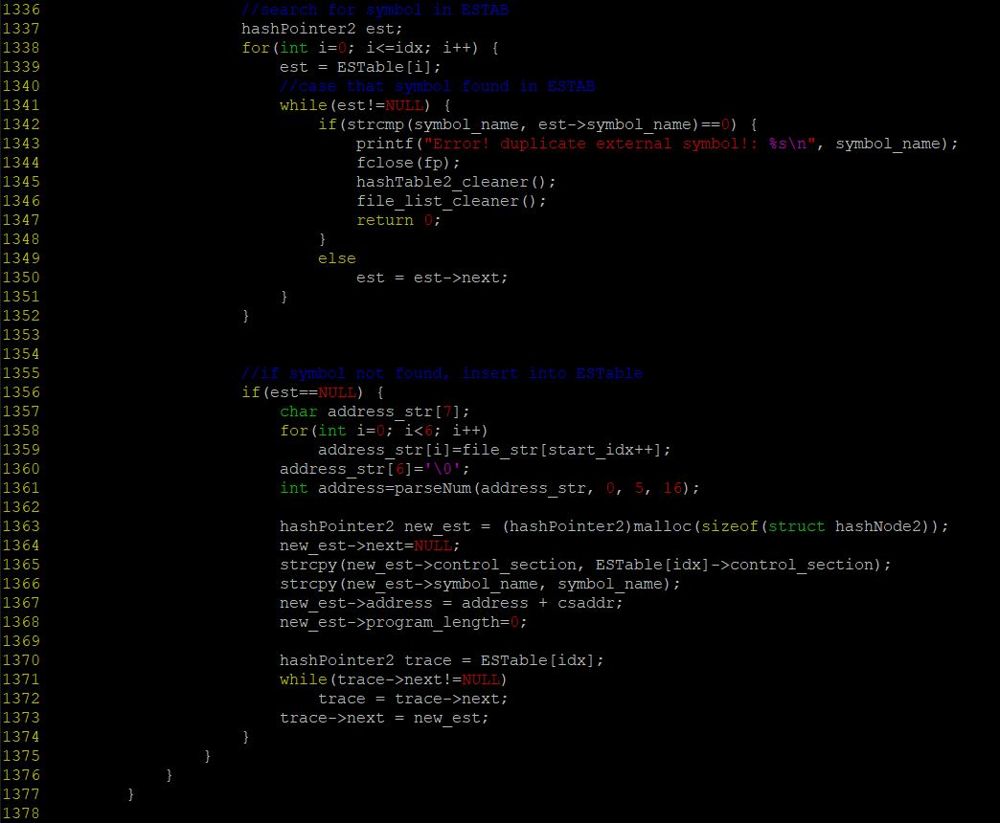 1336                     //search for symbol in ESTAB
1337                     hashPointer2 est;
1338                     for(int i=0; i<=idx; i++) {
1339                         est = ESTable[i];
1340                         //case that symbol found in ESTAB
1341                         while(est!=NULL) {
1342                             if(strcmp(symbol_name, est->symbol_name)==0) {
1343                                 printf("Error! duplicate external symbol!: %s\n", symbol_name);
1344                                 fclose(fp);
1345                                 hashTable2_cleaner();
1346                                 file_list_cleaner();
1347                                 return 0;
1348                             }
1349                             else
1350                                 est = est->next;
1351                         }
1352                     }
1353
1354
1355                     //if symbol not found, insert into ESTable
1356                     if(est==NULL) {
1357                         char address_str[7];
1358                         for(int i=0; i<6; i++)
1359                             address_str[i]=file_str[start_idx++];
1360                         address_str[6]='\0';
1361                         int address=parseNum(address_str, 0, 5, 16);
1362
1363                         hashPointer2 new_est = (hashPointer2)malloc(sizeof(struct hashNode2));
1364                         new_est->next=NULL;
1365                         strcpy(new_est->control_section, ESTable[idx]->control_section);
1366                         strcpy(new_est->symbol_name, symbol_name);
1367                         new_est->address = address + csaddr;
1368                         new_est->program_length=0;
1369
1370                         hashPointer2 trace = ESTable[idx];
1371                         while(trace->next!=NULL)
1372                             trace = trace->next;
1373                         trace->next = new_est;
1374                     }
1375                 }
1376             }
1377         }
1378